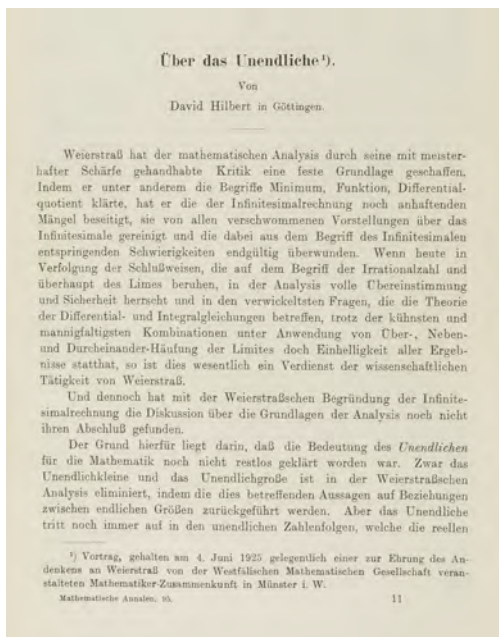 Über das Unendliche¹).
Von
David Hilbert in Göttingen.
Weierstraß hat der mathematischen Analysis durch seine mit meister-
hafter Schärfe gehandhabte Kritik eine feste Grundlage geschaffen.
Indem er unter anderem die Begriffe Minimum, Funktion, Differential-
quotient klärte, hat er die der Infinitesimalrechnung noch anhaftenden
Mängel beseitigt, sie von allen verschwommenen Vorstellungen über das
Infinitesimale gereinigt und die dabei aus dem Begriff des Infinitesimalen
entspringenden Schwierigkeiten endgültig überwunden. Wenn heute in
Verfolgung der Schlußweisen, die auf dem Begriff der Irrationalzahl und
überhaupt des Limes beruhen, in der Analysis volle Übereinstimmung
und Sicherheit herrscht und in den verwickeltsten Fragen, die die Theorie
der Differential- und Integralgleichungen betreffen, trotz der kühnsten und
mannigfaltigsten Kombinationen unter Anwendung von Über-, Neben-
und Durcheinander-Häufung der Limites doch Einhelligkeit aller Ergeb-
nisse statthat, so ist dies wesentlich ein Verdienst der wissenschaftlichen
Tätigkeit von Weierstraß.
Und dennoch hat mit der Weierstraßschen Begründung der Infinite-
simalrechnung die Diskussion über die Grundlagen der Analysis noch nicht
ihren Abschluß gefunden.
Der Grund hierfür liegt darin, daß die Bedeutung des Unendlichen
für die Mathematik noch nicht restlos geklärt worden war. Zwar das
Unendlichkleine und das Unendlichgroße ist in der Weierstraßschen
Analysis eliminiert, indem die dies betreffenden Aussagen auf Beziehungen
zwischen endlichen Größen zurückgeführt werden. Aber das Unendliche
tritt noch immer auf in den unendlichen Zahlenfolgen, welche die reellen
¹) Vortrag, gehalten am 4. Juni 1925 gelegentlich einer zur Ehrung des An-
denkens an Weierstraß von der Westfälischen Mathematischen Gesellschaft veran-
stalteten Mathematiker-Zusammenkunft in Münster i. W.
Mathematische Annalen. 95. 11